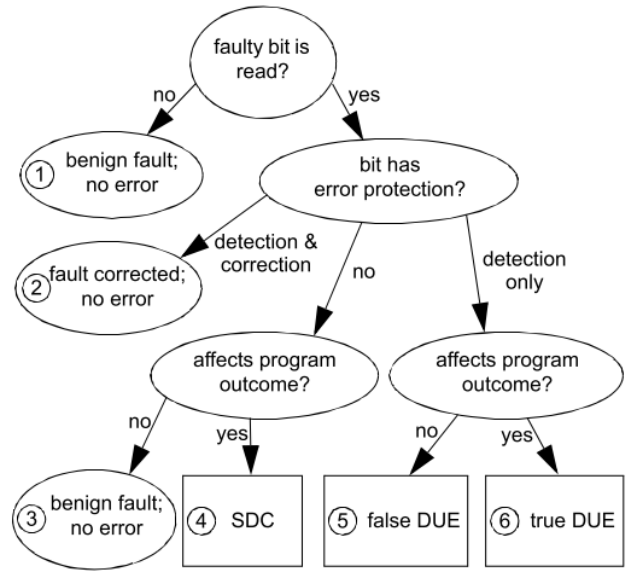 faulty bit is
read?
no
yes
1 benign fault;
no error
bit has
error protection?
detection &
correction
no
detection
only
2 fault corrected;
no error
affects program
outcome?
affects program
outcome?
no
yes
no
yes
3 benign fault;
no error
4 SDC
5 false DUE
6 true DUE